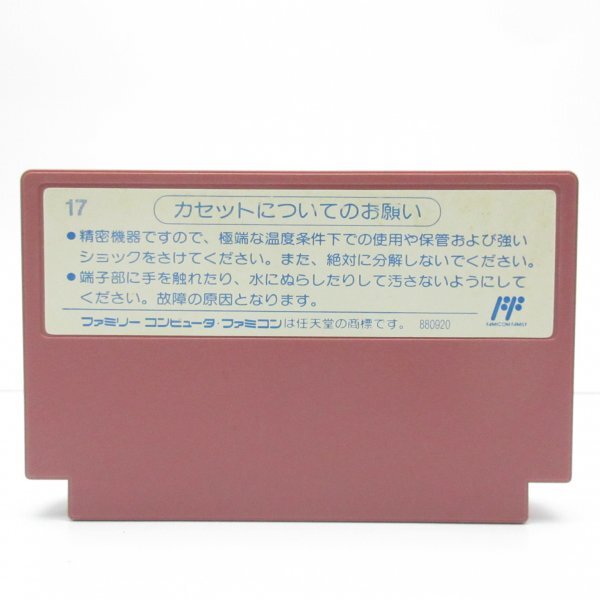 17
カセットについてのお願い
●精密機器ですので、極端な温度条件下での使用や保管および強い
ショックをさけてください。また、絶対に分解しないでください。
●端子部に手を触れたり、水にぬらしたりして汚さないようにして
ください。故障の原因となります。
ファミリー コンピュータ・ファミコンは任天堂の商標です。 880920
FAMICOM FAMILY